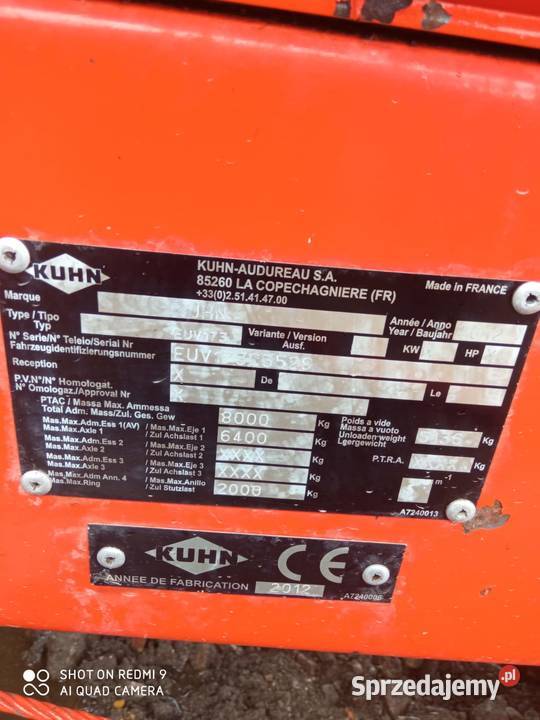 KUHN
KUHN-AUDUREAU S.A.
85260 LA COPECHAGNIERE (FR)
+33(0)2.51.41.47.00
Made in FRANCE
Marque
Type / Tipo
Typ
Variante / Version
Ausf.
Année / Anno
Year / Baujahr
KW
HP
N° Serie/N° Teleio/Serial Nr
Fahrzeugidentifizierungsnummer
Reception
X
De
Le
P.V.N°/N° Homologat.
N° Omologaz./Approval Nr
PTAC / Massa Max. Ammessa
Total Adm. Mass/Zul. Ges. Gew
8000 Kg
Poids a vide
Massa a vuoto
Unloaden weight
Leergewicht
Kg
Mas.Max.Adm.Ess 1(AV) / Mas.Max.Eje 1
Mas.Max.Axle 1 / Zul Achslast 1
6400 Kg
Mas.Max.Adm.Ess 2 / Mas.Max.Eje 2
Mas.Max.Axle 2 / Zul Achslast 2
XXXX Kg
P.T.R.A.
Kg
Mas.Max.Adm.Ess 3 / Mas.Max.Eje 3
Mas.Max.Axle 3 / Zul Achslast 3
XXXX Kg
m -1
Mas.Max.Atim Ann. 4 / Mas.Max.Anillo
Mas.Max.Ring / Zul Stutzlast
2000 Kg
A7240013
KUHN CE
ANNEE DE FABRICATION 2012
A7240006
SHOT ON REDMI 9
AI QUAD CAMERA
Sprzedajemy.pl